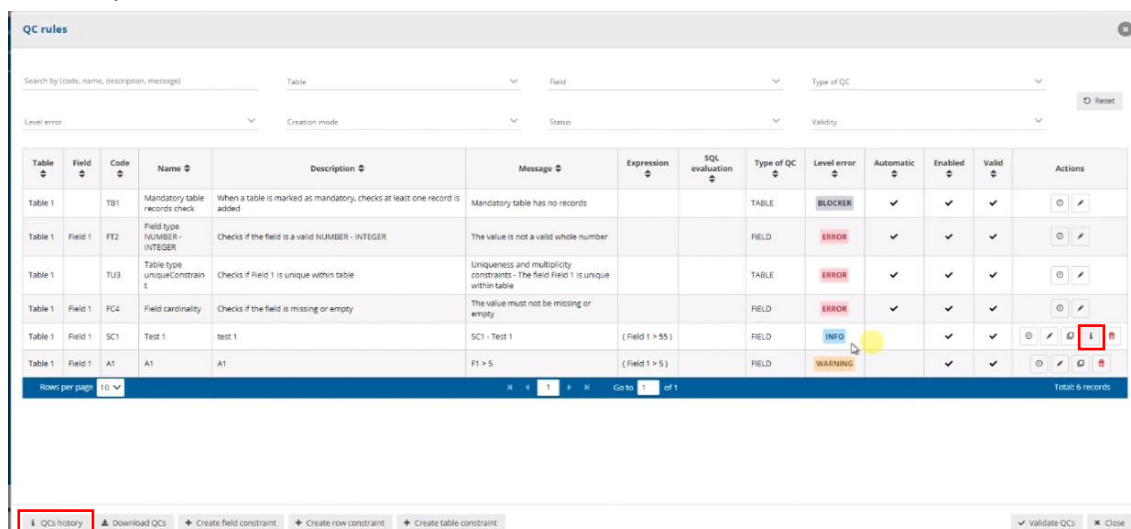 QC rules
Search by (code, name, description, message) Table Field Type of QC
Reset
Level error Creation mode Status Validity
Table Field Code Name Description Message Expression SQL evaluation Type of QC Level error Automatic Enabled Valid Actions
Table 1 TB1 Mandatory table records check When a table is marked as mandatory, checks at least one record is added Mandatory table has no records TABLE BLOCKER
Table 1 Field 1 FT2 Field type NUMBER - INTEGER Checks if the field is a valid NUMBER - INTEGER The value is not a valid whole number FIELD ERROR
Table 1 TU3 Table type uniqueConstraint Checks if Field 1 is unique within table Uniqueness and multiplicity constraints - The field Field 1 is unique within table TABLE ERROR
Table 1 Field 1 FC4 Field cardinality Checks if the field is missing or empty The value must not be missing or empty FIELD ERROR
Table 1 Field 1 SC1 Test 1 test 1 SC1 - Test 1 ( Field 1 > 55 ) FIELD INFO
Table 1 Field 1 A1 A1 A1 F1 > 5 ( Field 1 > 5 ) FIELD WARNING
Rows per page 10 1 Go to 1 of 1 Total: 6 records
QCs history Download QCs Create field constraint Create row constraint Create table constraint Validate QCs Close